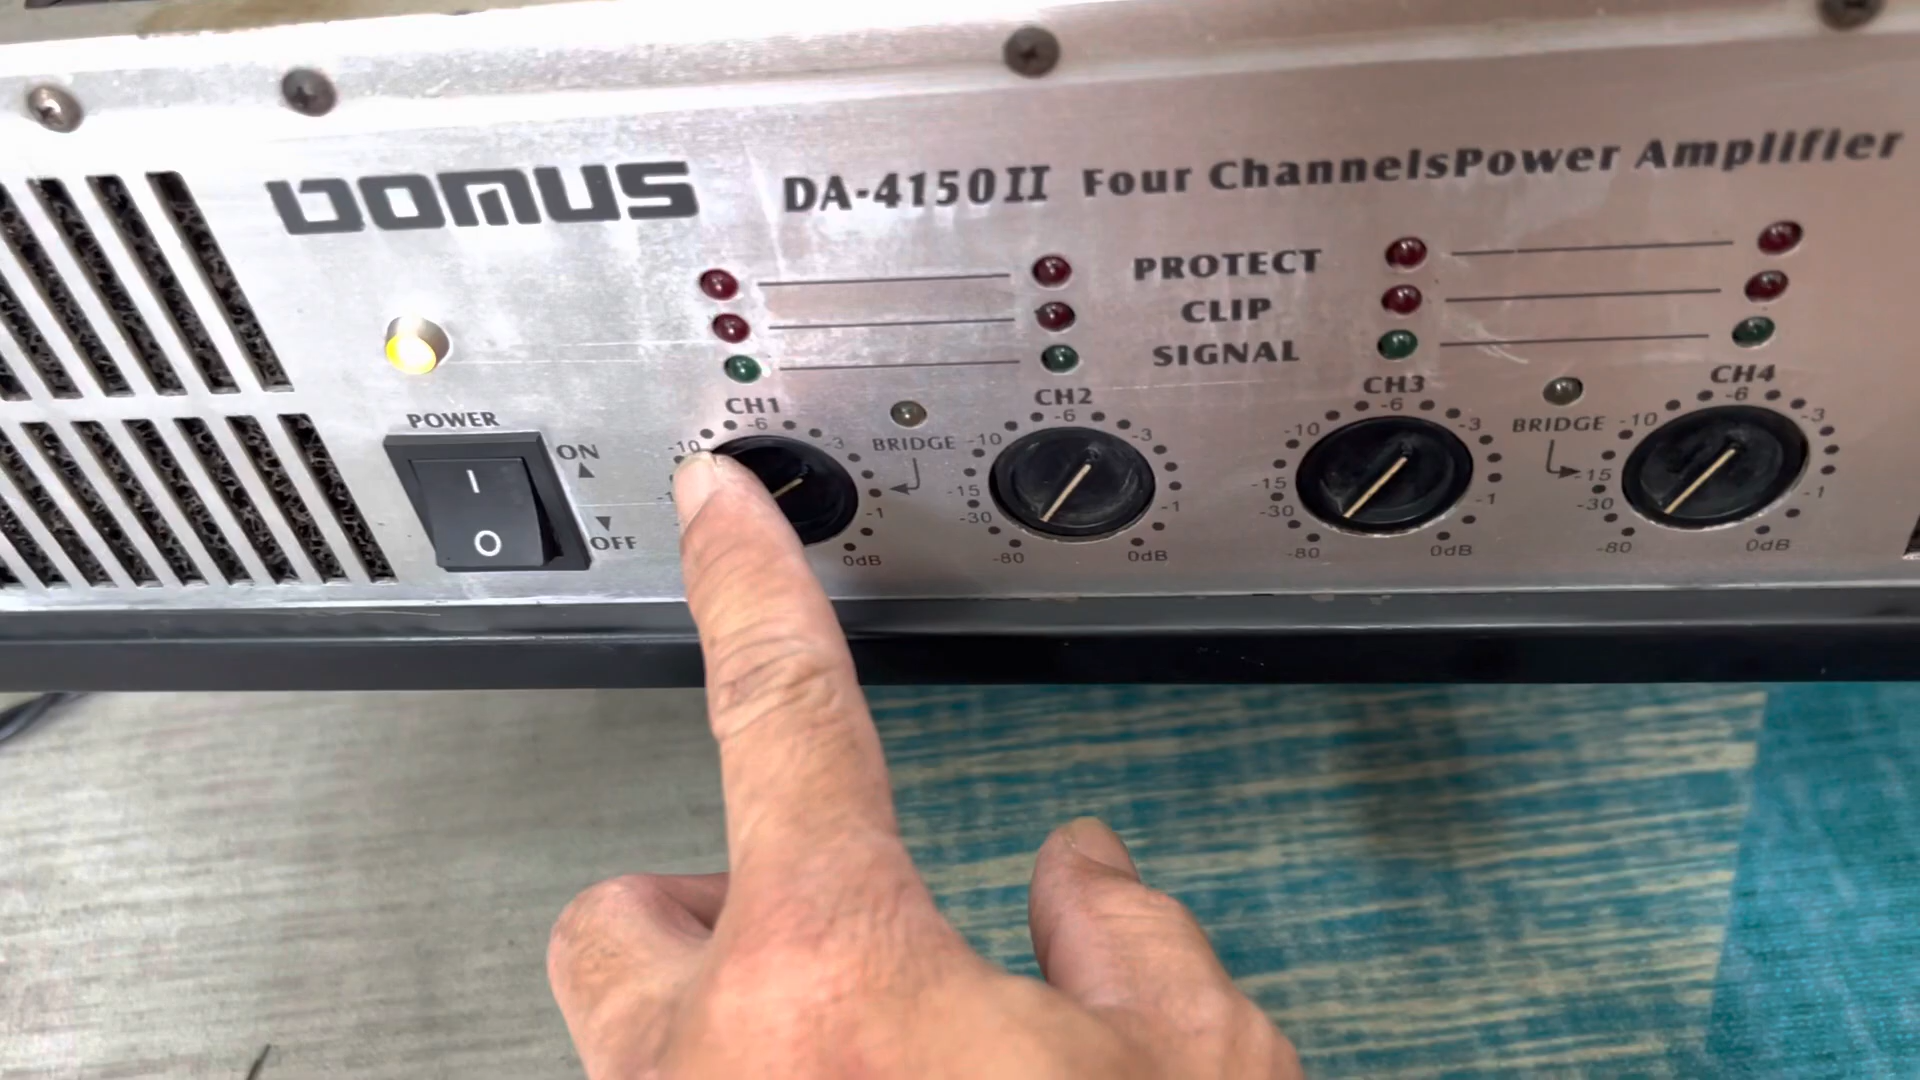 DOMUS
DA-4150II Four ChannelsPower Amplifier
PROTECT
CLIP
SIGNAL
POWER
ON
OFF
I
O
CH1
-10 -6 -3
-1
0dB
BRIDGE
CH2
-10 -6 -3
-15 -1
-30
-80 0dB
CH3
-10 -6 -3
-15 -1
-30
-80 0dB
BRIDGE
CH4
-10 -6 -3
-15 -1
-30
-80 0dB